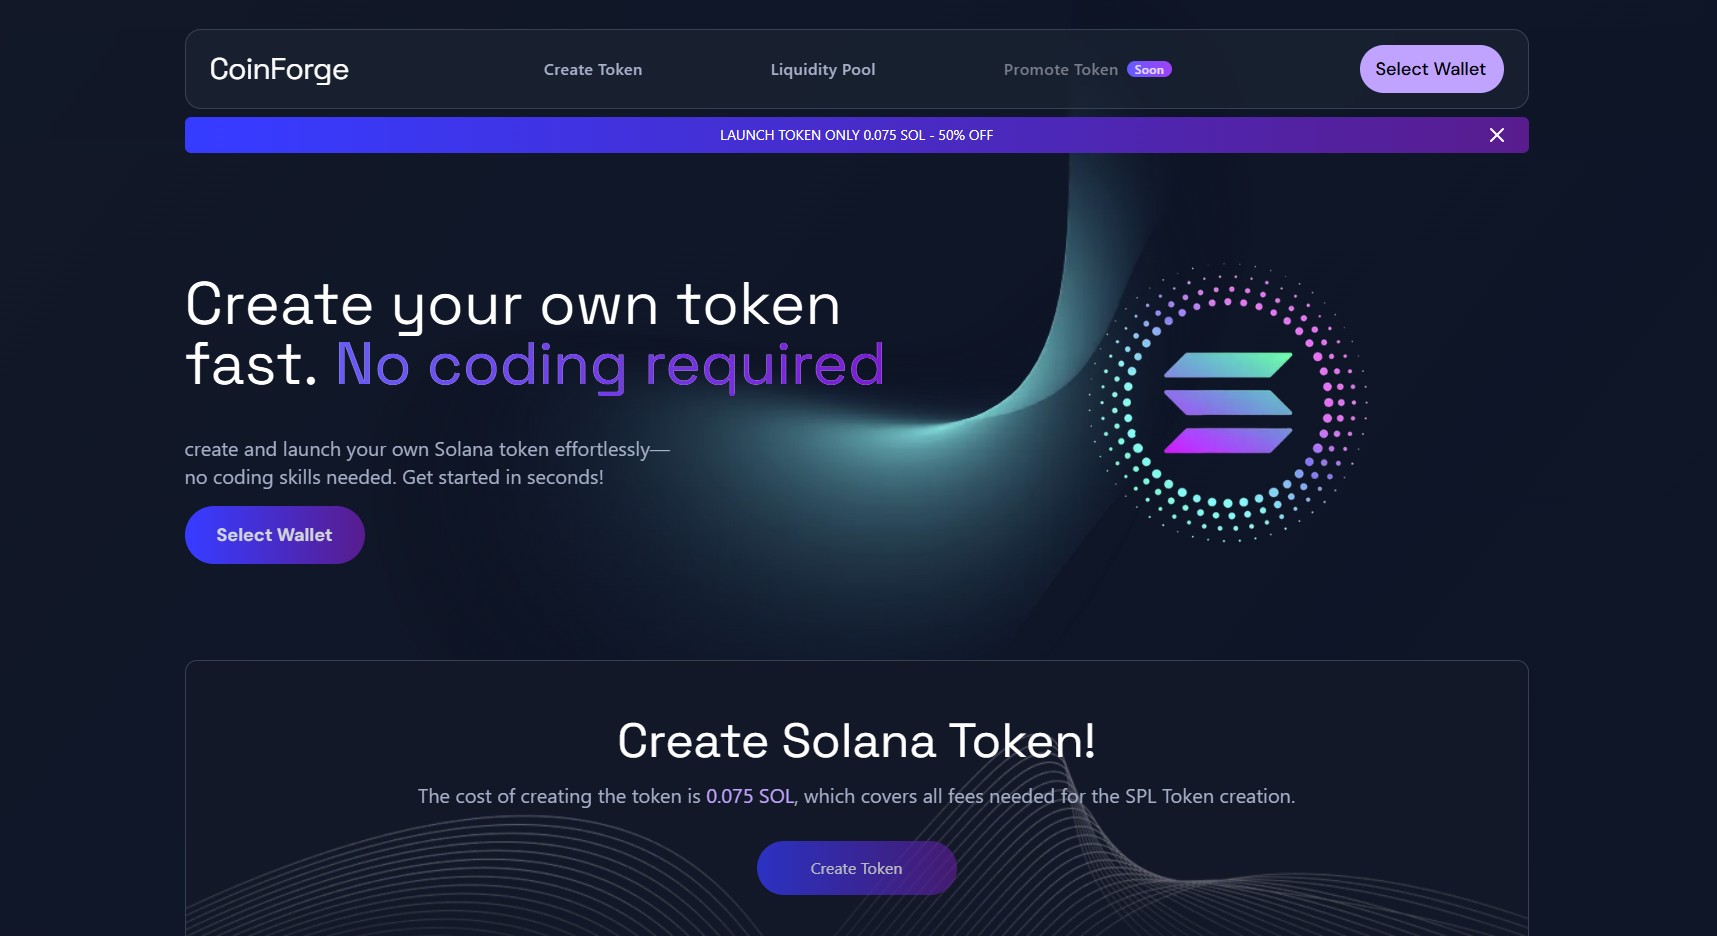 CoinForge
Create Token
Liquidity Pool
Promote Token Soon
Select Wallet
LAUNCH TOKEN ONLY 0.075 SOL - 50% OFF
Create your own token
fast. No coding required
create and launch your own Solana token effortlessly—
no coding skills needed. Get started in seconds!
Select Wallet
Create Solana Token!
The cost of creating the token is 0.075 SOL, which covers all fees needed for the SPL Token creation.
Create Token